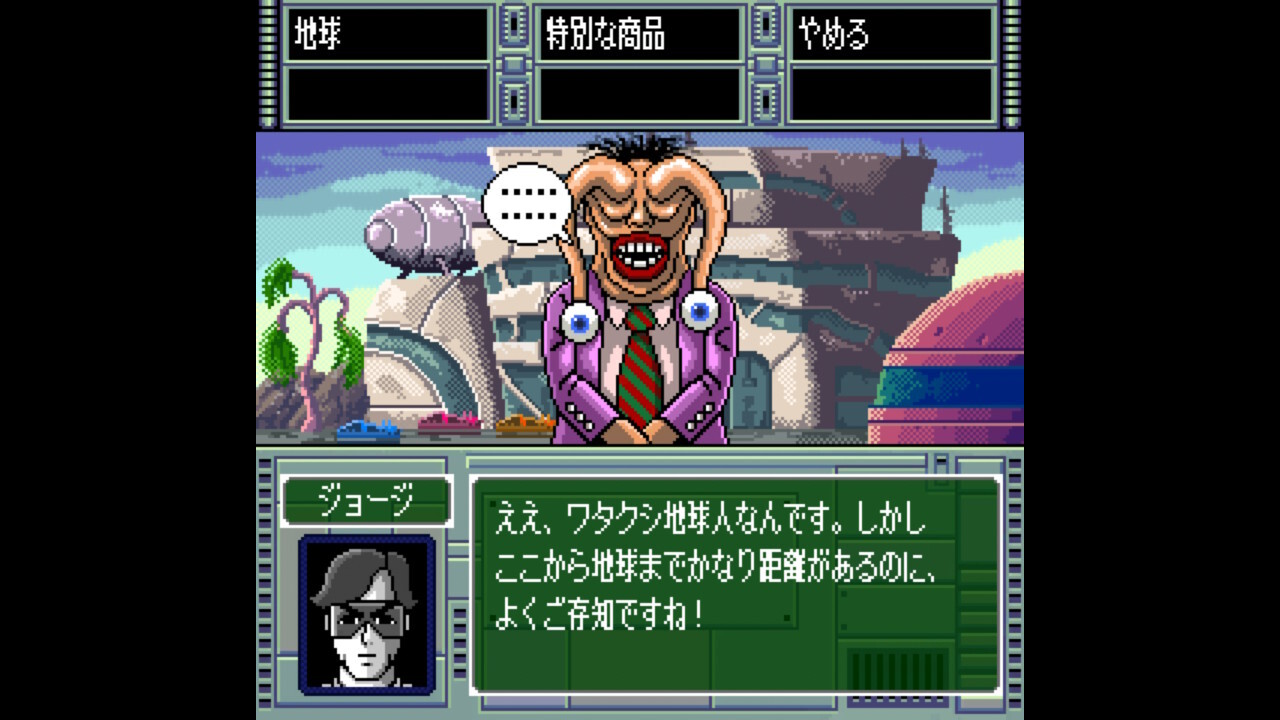 地球
特別な商品
やめる
……
……
ジョージ
ええ、ワタクシ地球人なんです。しかし
ここから地球までかなり距離があるのに、
よくご存知ですね!